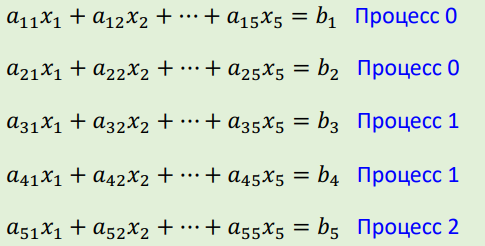 a₁₁x₁ + a₁₂x₂ + ⋯ + a₁₅x₅ = b₁ Процесс 0
a₂₁x₁ + a₂₂x₂ + ⋯ + a₂₅x₅ = b₂ Процесс 0
a₃₁x₁ + a₃₂x₂ + ⋯ + a₃₅x₅ = b₃ Процесс 1
a₄₁x₁ + a₄₂x₂ + ⋯ + a₄₅x₅ = b₄ Процесс 1
a₅₁x₁ + a₅₂x₂ + ⋯ + a₅₅x₅ = b₅ Процесс 2